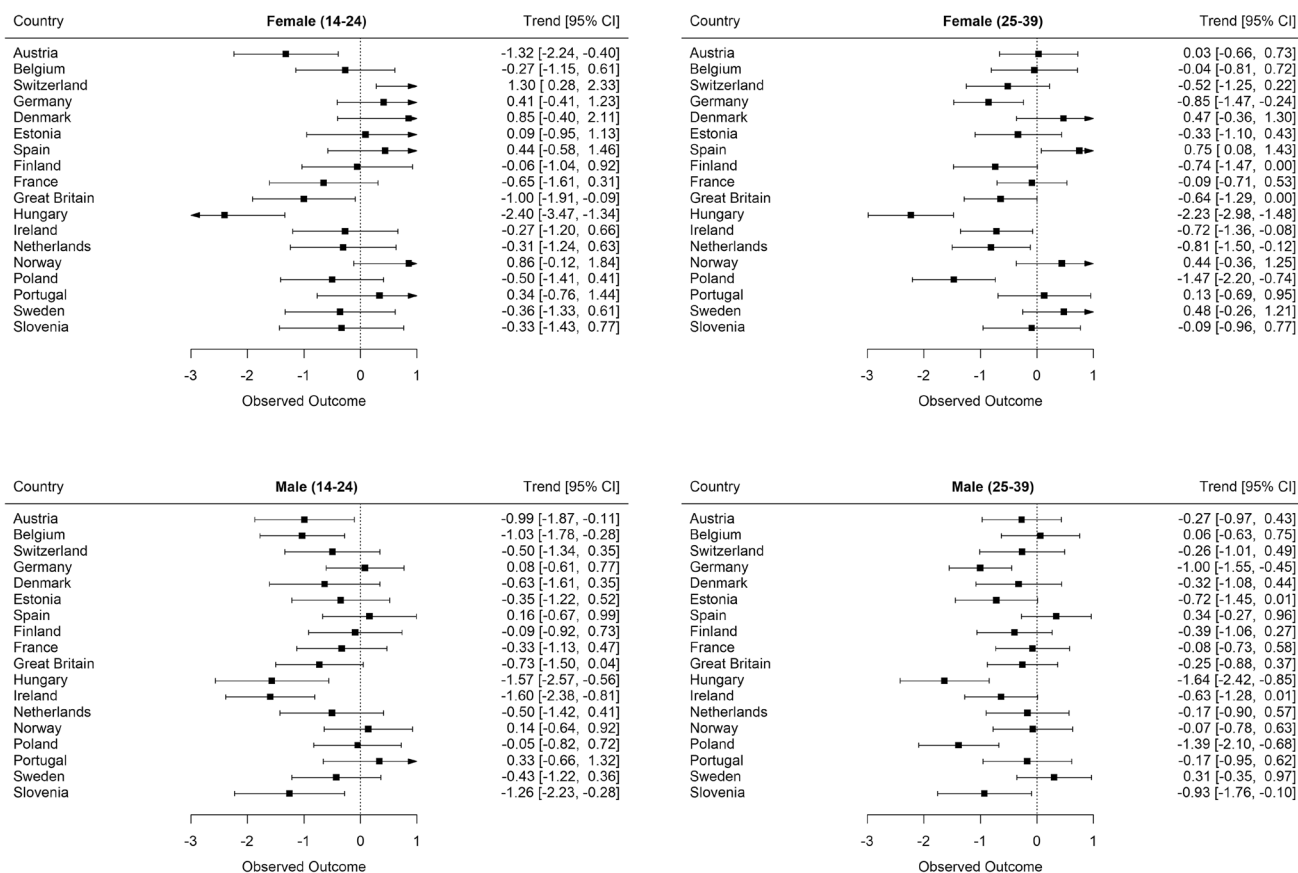 Country Female (14-24) Trend [95% CI]
Austria -1.32 [-2.24, -0.40]
Belgium -0.27 [-1.15, 0.61]
Switzerland 1.30 [ 0.28, 2.33]
Germany 0.41 [-0.41, 1.23]
Denmark 0.85 [-0.40, 2.11]
Estonia 0.09 [-0.95, 1.13]
Spain 0.44 [-0.58, 1.46]
Finland -0.06 [-1.04, 0.92]
France -0.65 [-1.61, 0.31]
Great Britain -1.00 [-1.91, -0.09]
Hungary -2.40 [-3.47, -1.34]
Ireland -0.27 [-1.20, 0.66]
Netherlands -0.31 [-1.24, 0.63]
Norway 0.86 [-0.12, 1.84]
Poland -0.50 [-1.41, 0.41]
Portugal 0.34 [-0.76, 1.44]
Sweden -0.36 [-1.33, 0.61]
Slovenia -0.33 [-1.43, 0.77]
-3 -2 -1 0 1
Observed Outcome
Country Female (25-39) Trend [95% CI]
Austria 0.03 [-0.66, 0.73]
Belgium -0.04 [-0.81, 0.72]
Switzerland -0.52 [-1.25, 0.22]
Germany -0.85 [-1.47, -0.24]
Denmark 0.47 [-0.36, 1.30]
Estonia -0.33 [-1.10, 0.43]
Spain 0.75 [ 0.08, 1.43]
Finland -0.74 [-1.47, 0.00]
France -0.09 [-0.71, 0.53]
Great Britain -0.64 [-1.29, 0.00]
Hungary -2.23 [-2.98, -1.48]
Ireland -0.72 [-1.36, -0.08]
Netherlands -0.81 [-1.50, -0.12]
Norway 0.44 [-0.36, 1.25]
Poland -1.47 [-2.20, -0.74]
Portugal 0.13 [-0.69, 0.95]
Sweden 0.48 [-0.26, 1.21]
Slovenia -0.09 [-0.96, 0.77]
-3 -2 -1 0 1
Observed Outcome
Country Male (14-24) Trend [95% CI]
Austria -0.99 [-1.87, -0.11]
Belgium -1.03 [-1.78, -0.28]
Switzerland -0.50 [-1.34, 0.35]
Germany 0.08 [-0.61, 0.77]
Denmark -0.63 [-1.61, 0.35]
Estonia -0.35 [-1.22, 0.52]
Spain 0.16 [-0.67, 0.99]
Finland -0.09 [-0.92, 0.73]
France -0.33 [-1.13, 0.47]
Great Britain -0.73 [-1.50, 0.04]
Hungary -1.57 [-2.57, -0.56]
Ireland -1.60 [-2.38, -0.81]
Netherlands -0.50 [-1.42, 0.41]
Norway 0.14 [-0.64, 0.92]
Poland -0.05 [-0.82, 0.72]
Portugal 0.33 [-0.66, 1.32]
Sweden -0.43 [-1.22, 0.36]
Slovenia -1.26 [-2.23, -0.28]
-3 -2 -1 0 1
Observed Outcome
Country Male (25-39) Trend [95% CI]
Austria -0.27 [-0.97, 0.43]
Belgium 0.06 [-0.63, 0.75]
Switzerland -0.26 [-1.01, 0.49]
Germany -1.00 [-1.55, -0.45]
Denmark -0.32 [-1.08, 0.44]
Estonia -0.72 [-1.45, 0.01]
Spain 0.34 [-0.27, 0.96]
Finland -0.39 [-1.06, 0.27]
France -0.08 [-0.73, 0.58]
Great Britain -0.25 [-0.88, 0.37]
Hungary -1.64 [-2.42, -0.85]
Ireland -0.63 [-1.28, 0.01]
Netherlands -0.17 [-0.90, 0.57]
Norway -0.07 [-0.78, 0.63]
Poland -1.39 [-2.10, -0.68]
Portugal -0.17 [-0.95, 0.62]
Sweden 0.31 [-0.35, 0.97]
Slovenia -0.93 [-1.76, -0.10]
-3 -2 -1 0 1
Observed Outcome